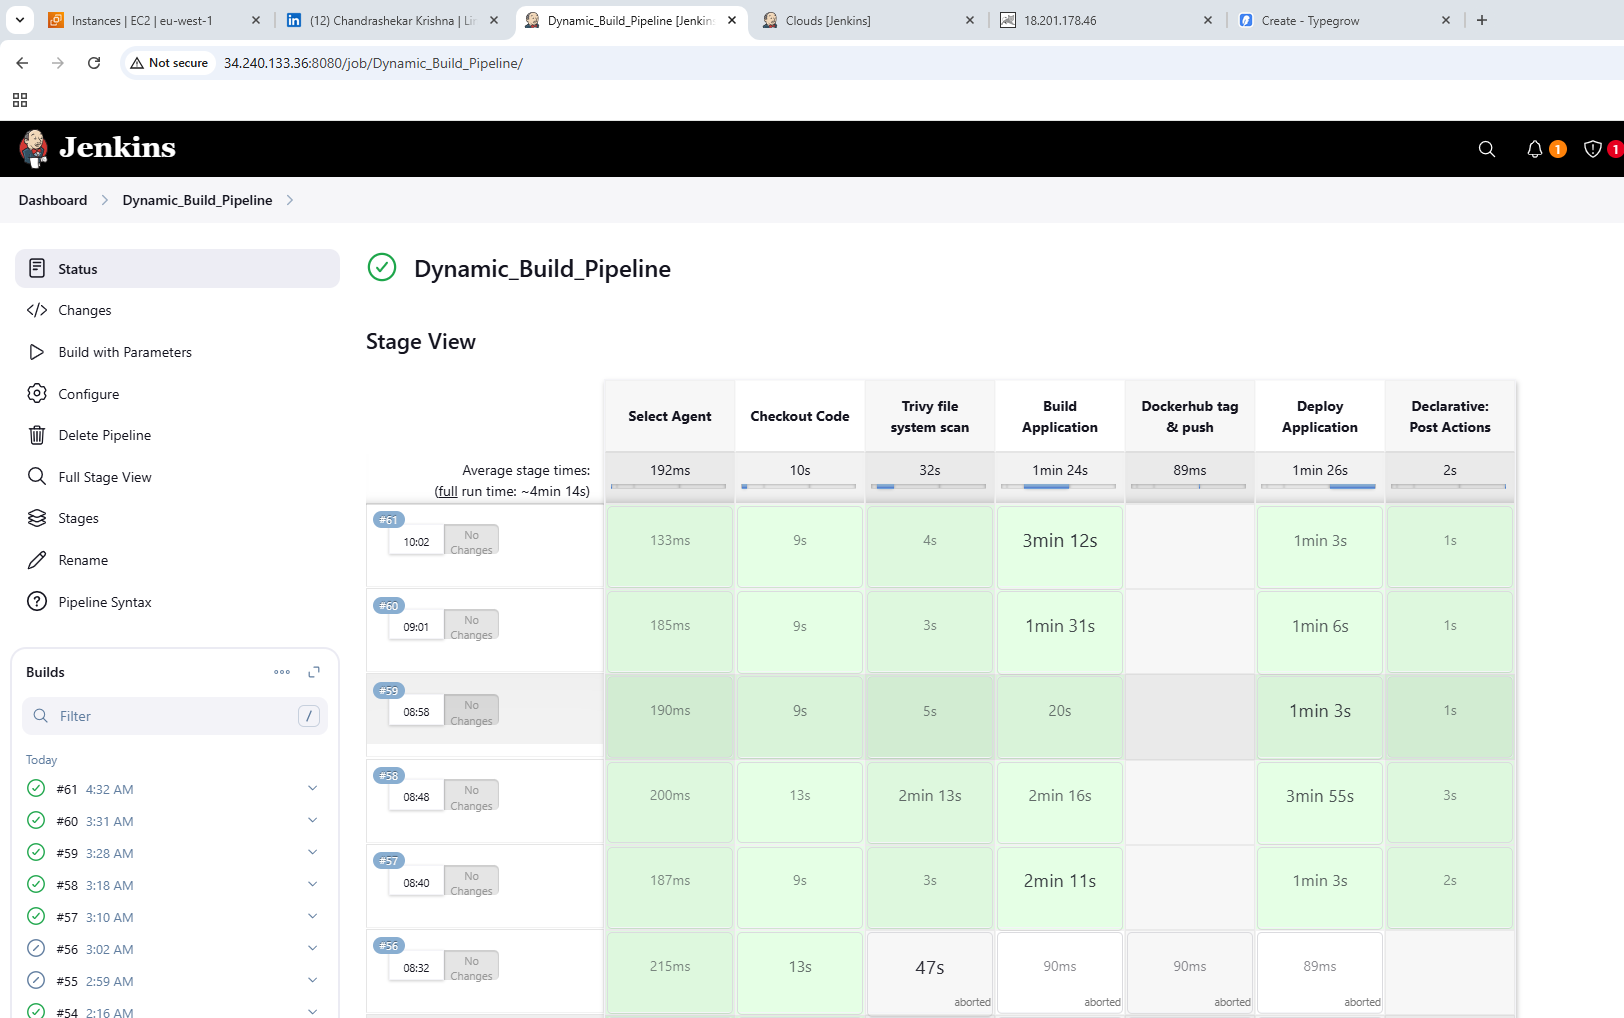 Instances | EC2 | eu-west-1
(12) Chandrashekar Krishna | Lin
Dynamic_Build_Pipeline [Jenkins
Clouds [Jenkins]
18.201.178.46
Create - Typegrow
Not secure
34.240.133.36:8080/job/Dynamic_Build_Pipeline/
Jenkins
1
1
Dashboard
Dynamic_Build_Pipeline
Status
Changes
Build with Parameters
Configure
Delete Pipeline
Full Stage View
Stages
Rename
Pipeline Syntax
Builds
Filter
/
Today
#61 4:32 AM
#60 3:31 AM
#59 3:28 AM
#58 3:18 AM
#57 3:10 AM
#56 3:02 AM
#55 2:59 AM
#54 2:16 AM
Dynamic_Build_Pipeline
Stage View
Select Agent
Checkout Code
Trivy file
system scan
Build
Application
Dockerhub tag
& push
Deploy
Application
Declarative:
Post Actions
Average stage times:
(full run time: ~4min 14s)
192ms 10s 32s 1min 24s 89ms 1min 26s 2s
#61
10:02
No
Changes
133ms 9s 4s 3min 12s 1min 3s 1s
#60
09:01
No
Changes
185ms 9s 3s 1min 31s 1min 6s 1s
#59
08:58
No
Changes
190ms 9s 5s 20s 1min 3s 1s
#58
08:48
No
Changes
200ms 13s 2min 13s 2min 16s 3min 55s 3s
#57
08:40
No
Changes
187ms 9s 3s 2min 11s 1min 3s 2s
#56
08:32
No
Changes
215ms 13s 47s 90ms 90ms 89ms
aborted aborted aborted aborted